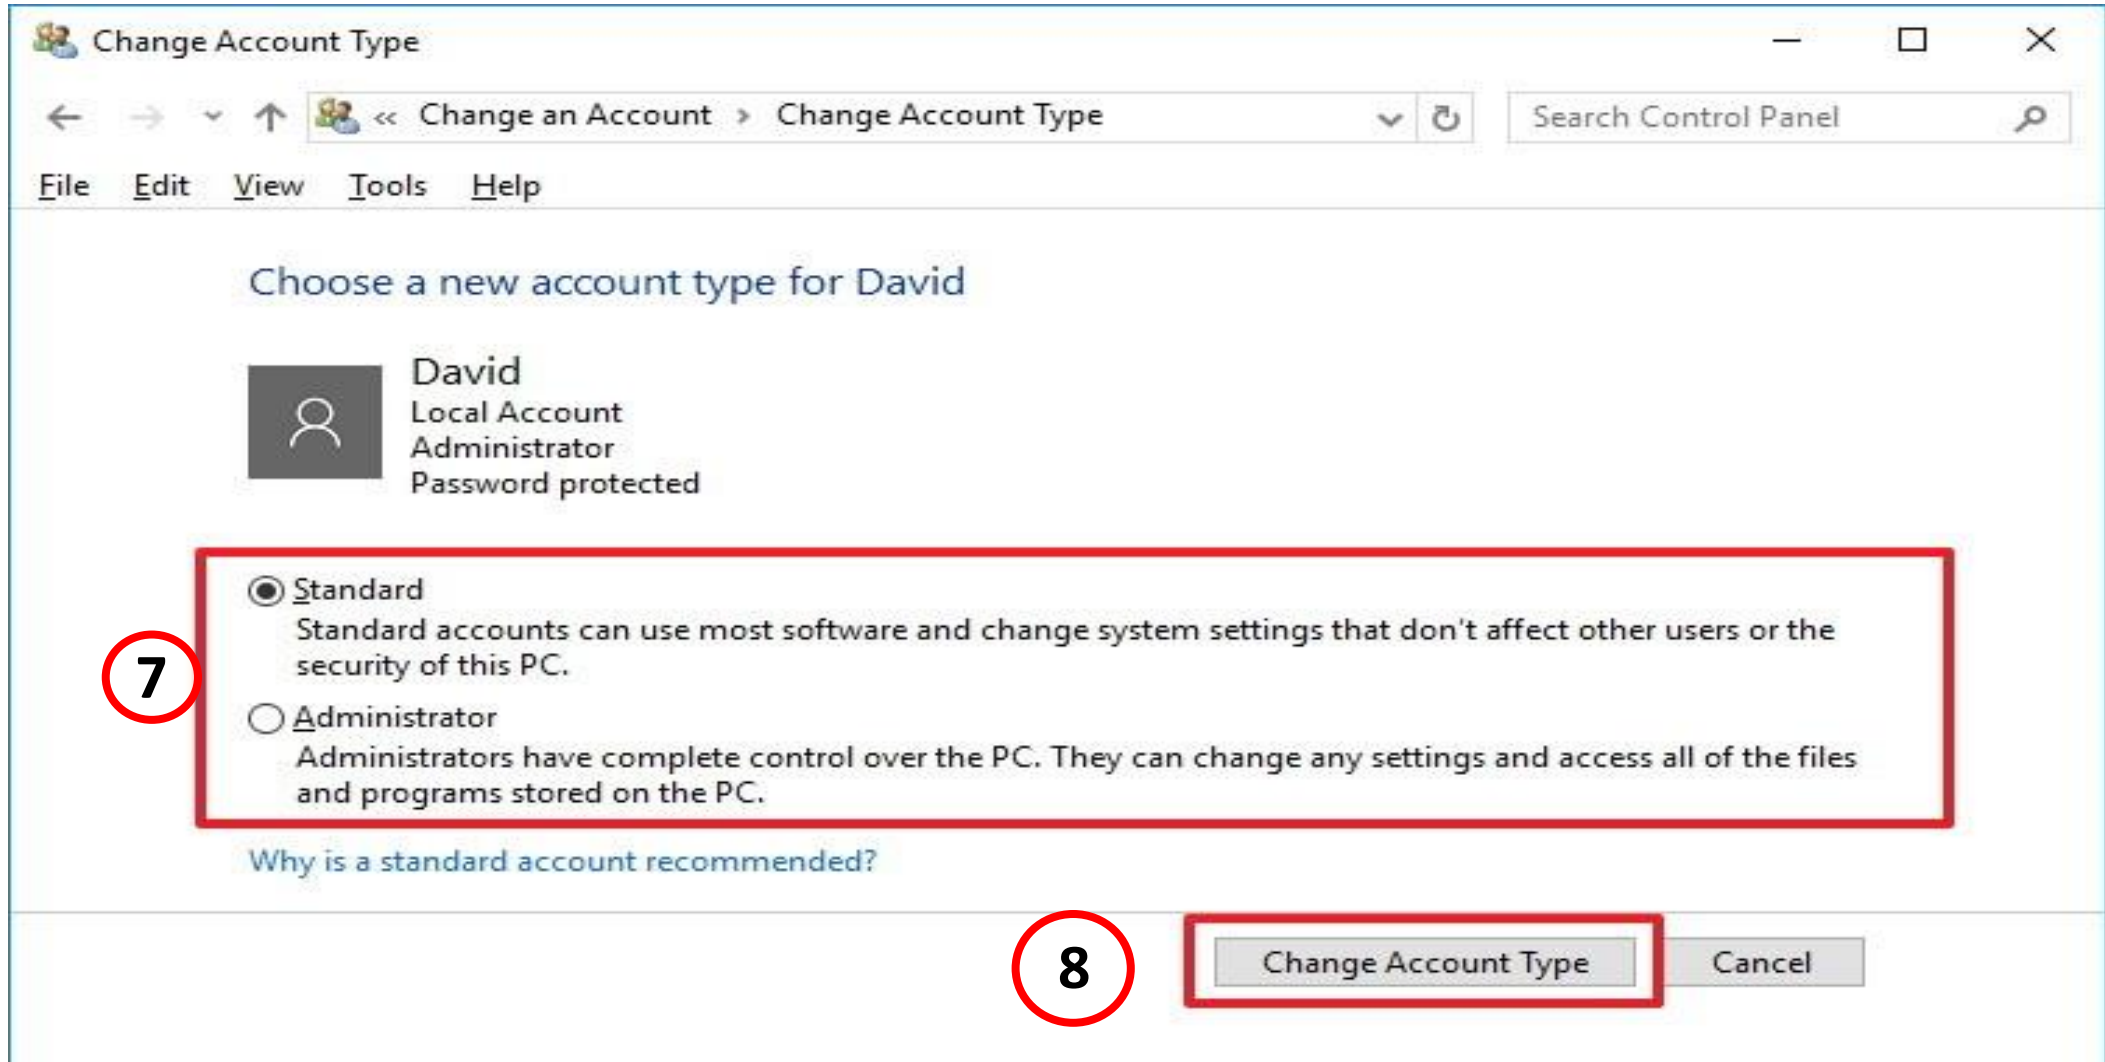 Change Account Type
« Change an Account › Change Account Type
Search Control Panel
File Edit View Tools Help
Choose a new account type for David
David
Local Account
Administrator
Password protected
7
Standard
Standard accounts can use most software and change system settings that don't affect other users or the
security of this PC.
Administrator
Administrators have complete control over the PC. They can change any settings and access all of the files
and programs stored on the PC.
Why is a standard account recommended?
8
Change Account Type
Cancel